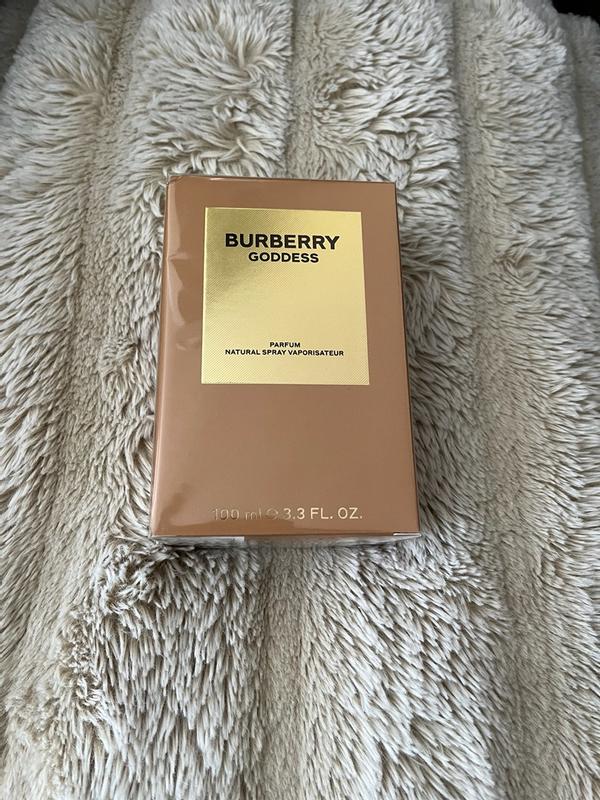 BURBERRY
GODDESS
PARFUM
NATURAL SPRAY VAPORISATEUR
100 ml ℮ 3.3 FL. OZ.